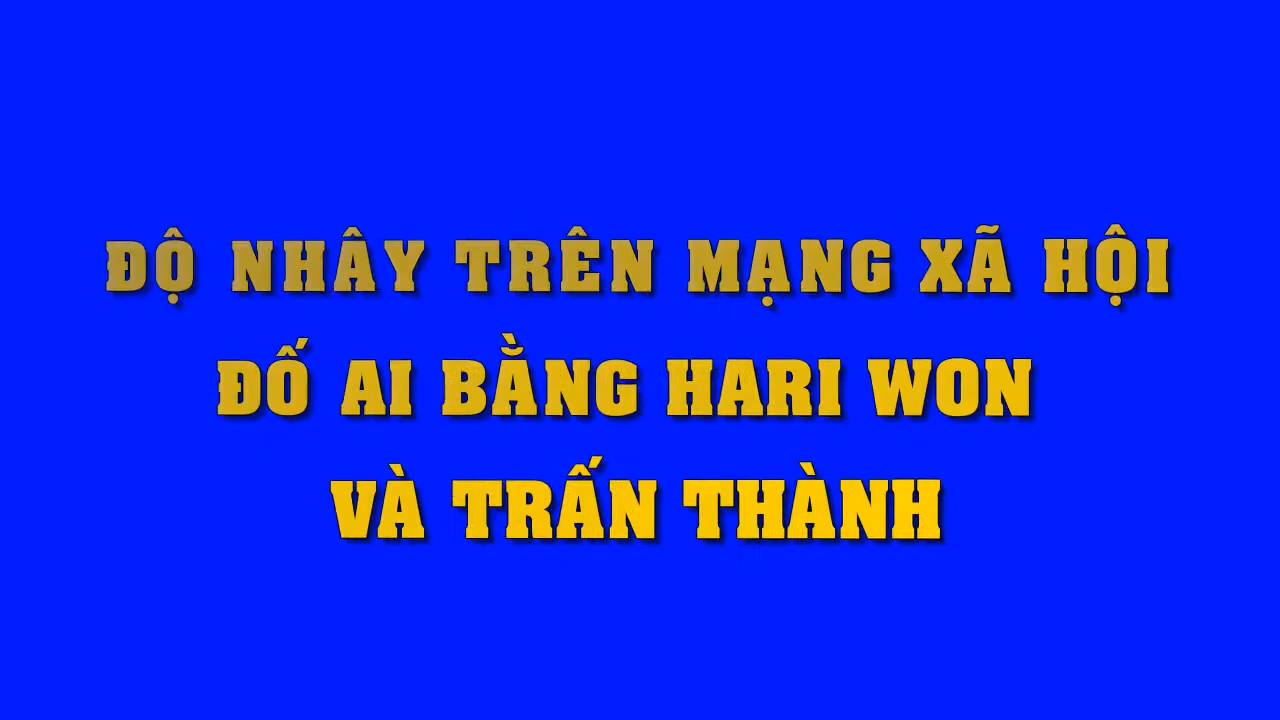 ĐỘ NHÂY TRÊN MẠNG XÃ HỘI
ĐỐ AI BẰNG HARI WON
VÀ TRẤN THÀNH